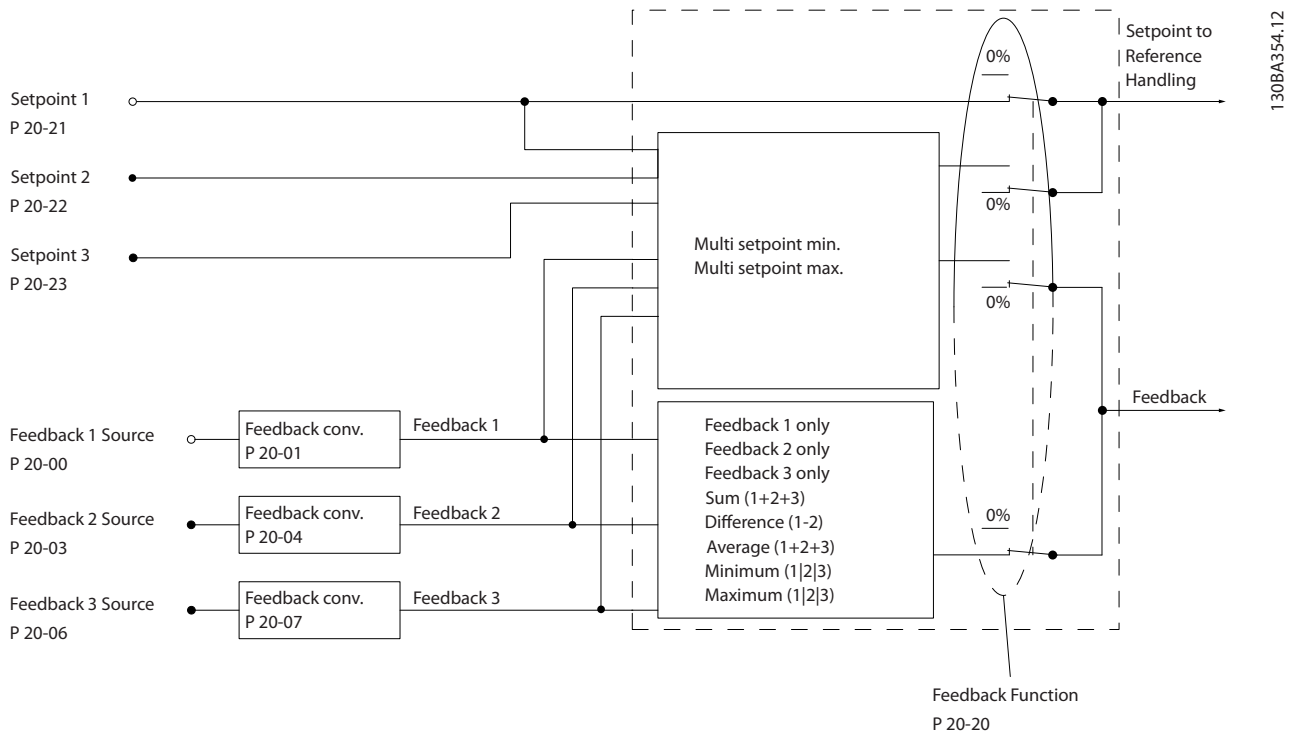 130BA354.12
Setpoint to
Reference
Handling
0%
Setpoint 1
P 20-21
Setpoint 2
P 20-22
0%
Setpoint 3
P 20-23
Multi setpoint min.
Multi setpoint max.
0%
Feedback
Feedback 1 Source
P 20-00
Feedback conv.
P 20-01
Feedback 1
Feedback 2 Source
P 20-03
Feedback conv.
P 20-04
Feedback 2
Feedback 3 Source
P 20-06
Feedback conv.
P 20-07
Feedback 3
Feedback 1 only
Feedback 2 only
Feedback 3 only
Sum (1+2+3)
Difference (1-2)
Average (1+2+3)
Minimum (1|2|3)
Maximum (1|2|3)
0%
Feedback Function
P 20-20